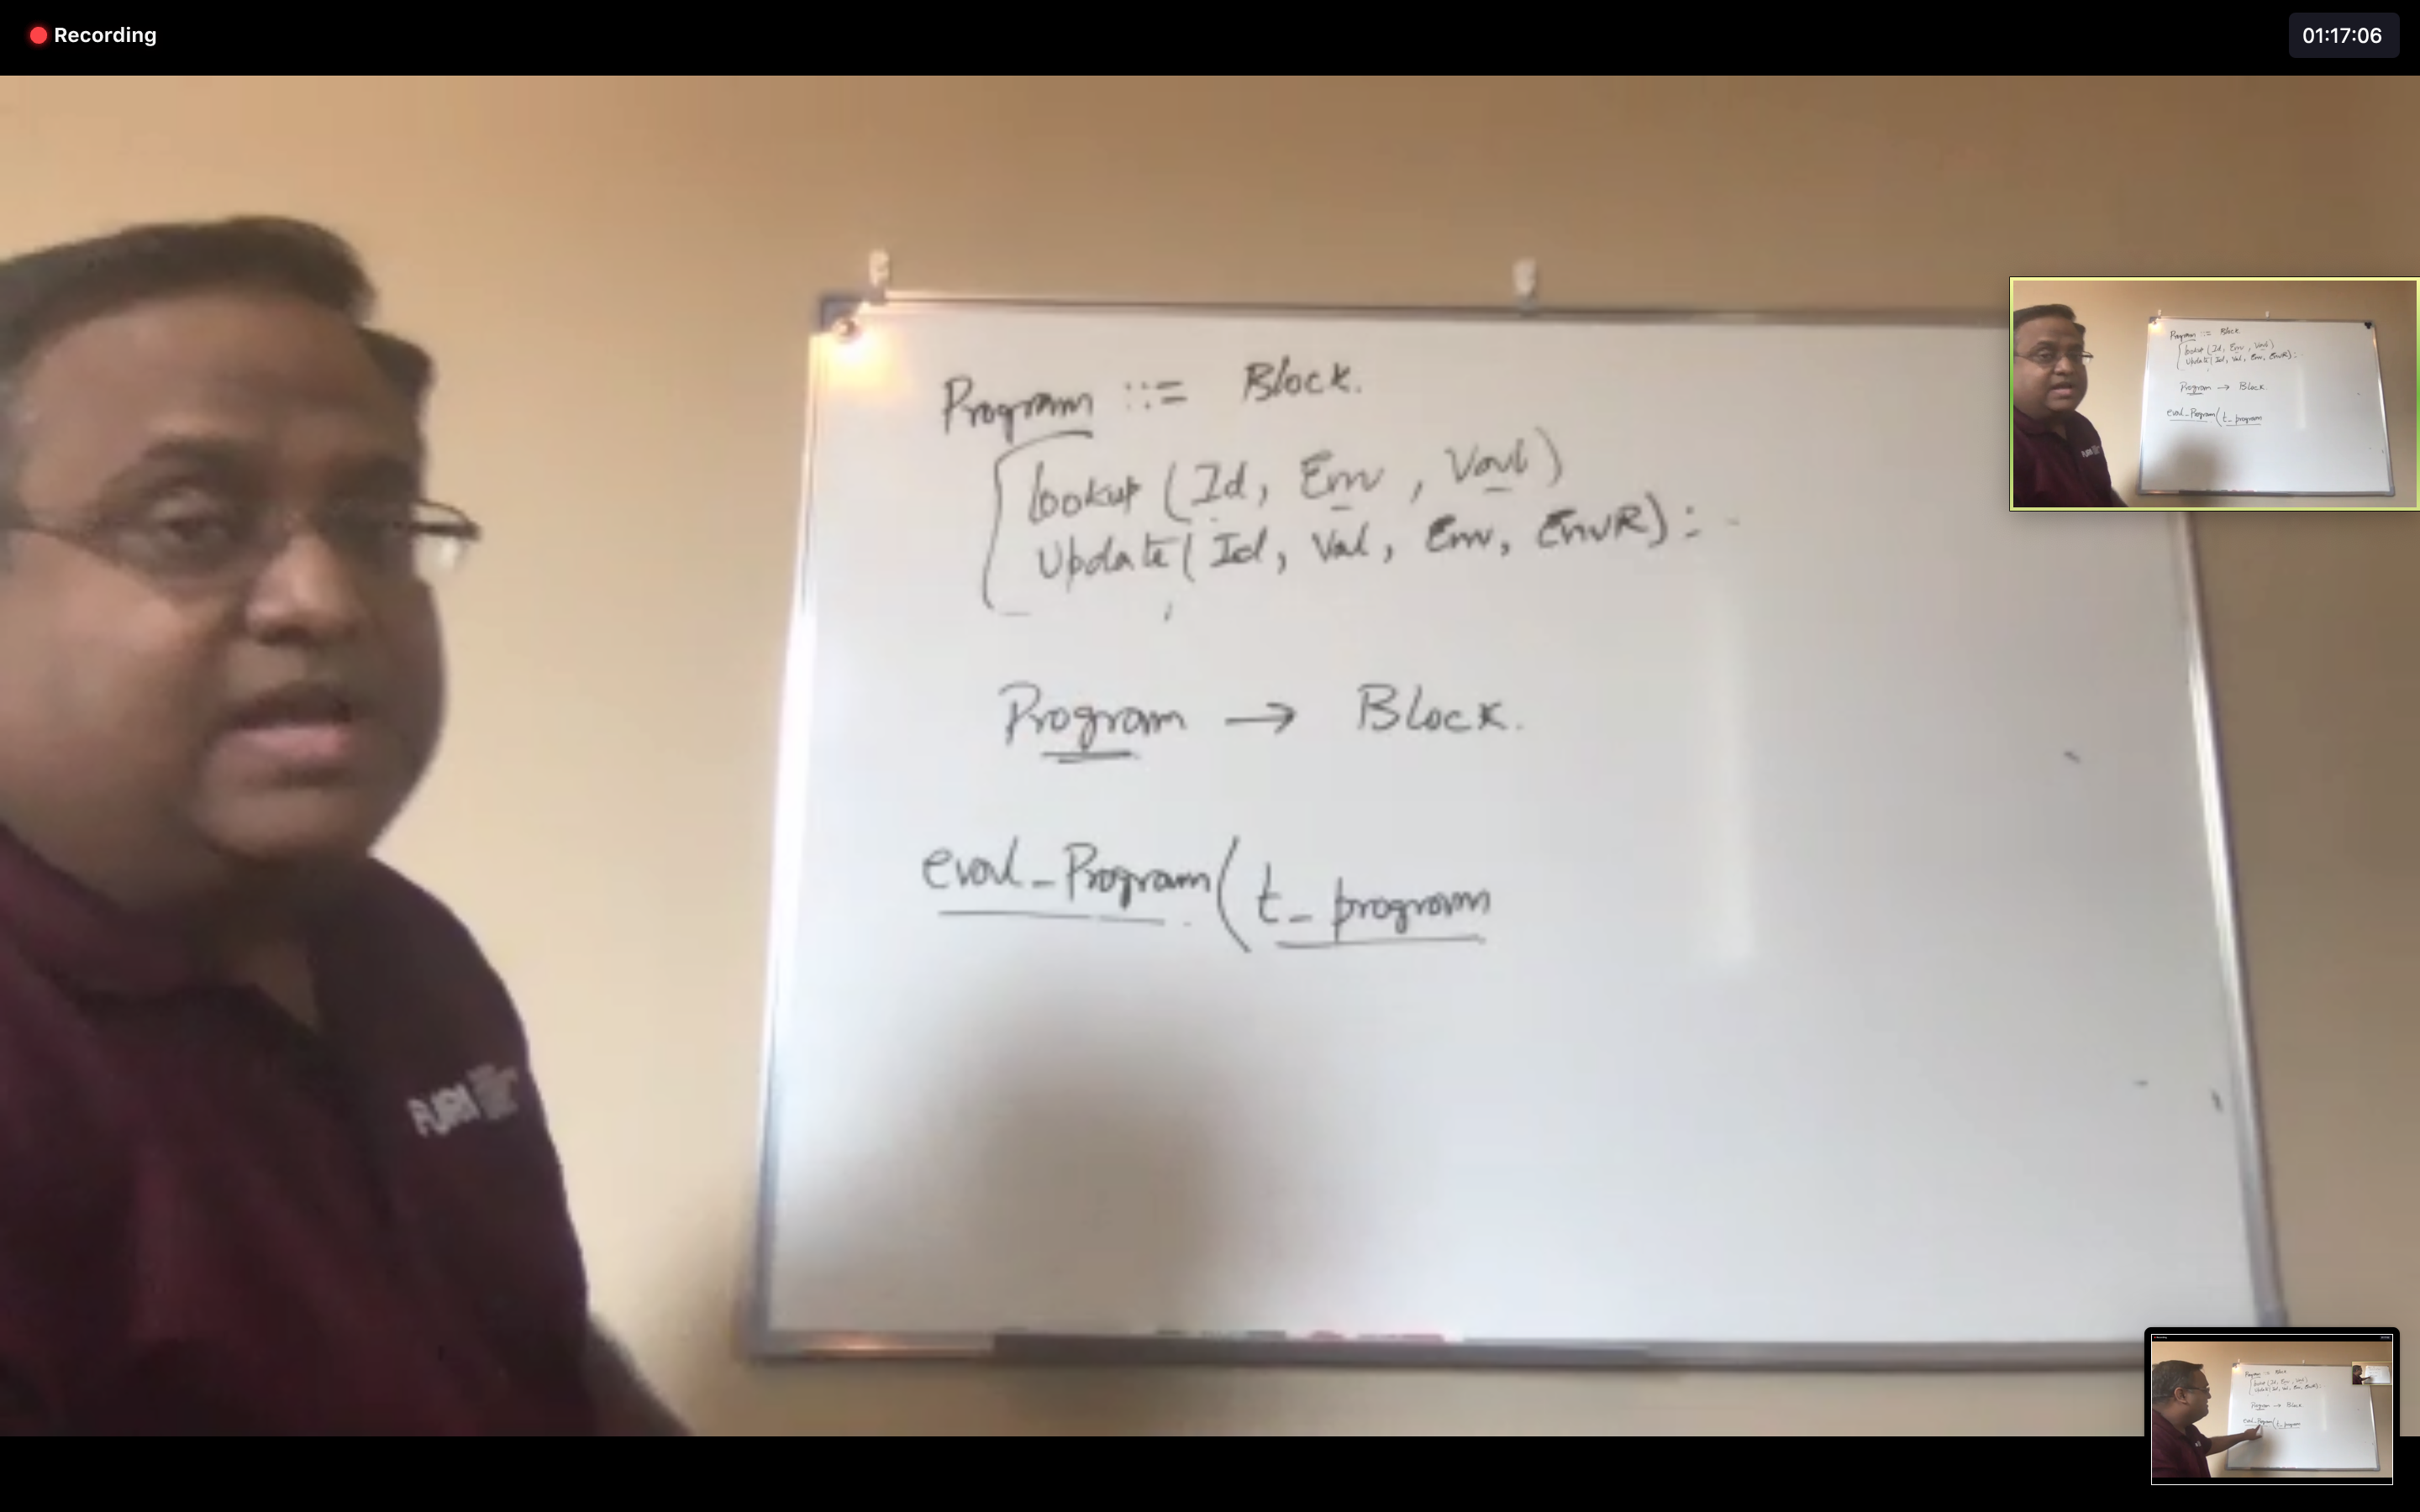 Recording
01:17:06
Program ::= Block.
lookup (Id, Env, Val)
Update (Id, Val, Env, EnvR) :-
Program → Block.
eval_Program(t_program